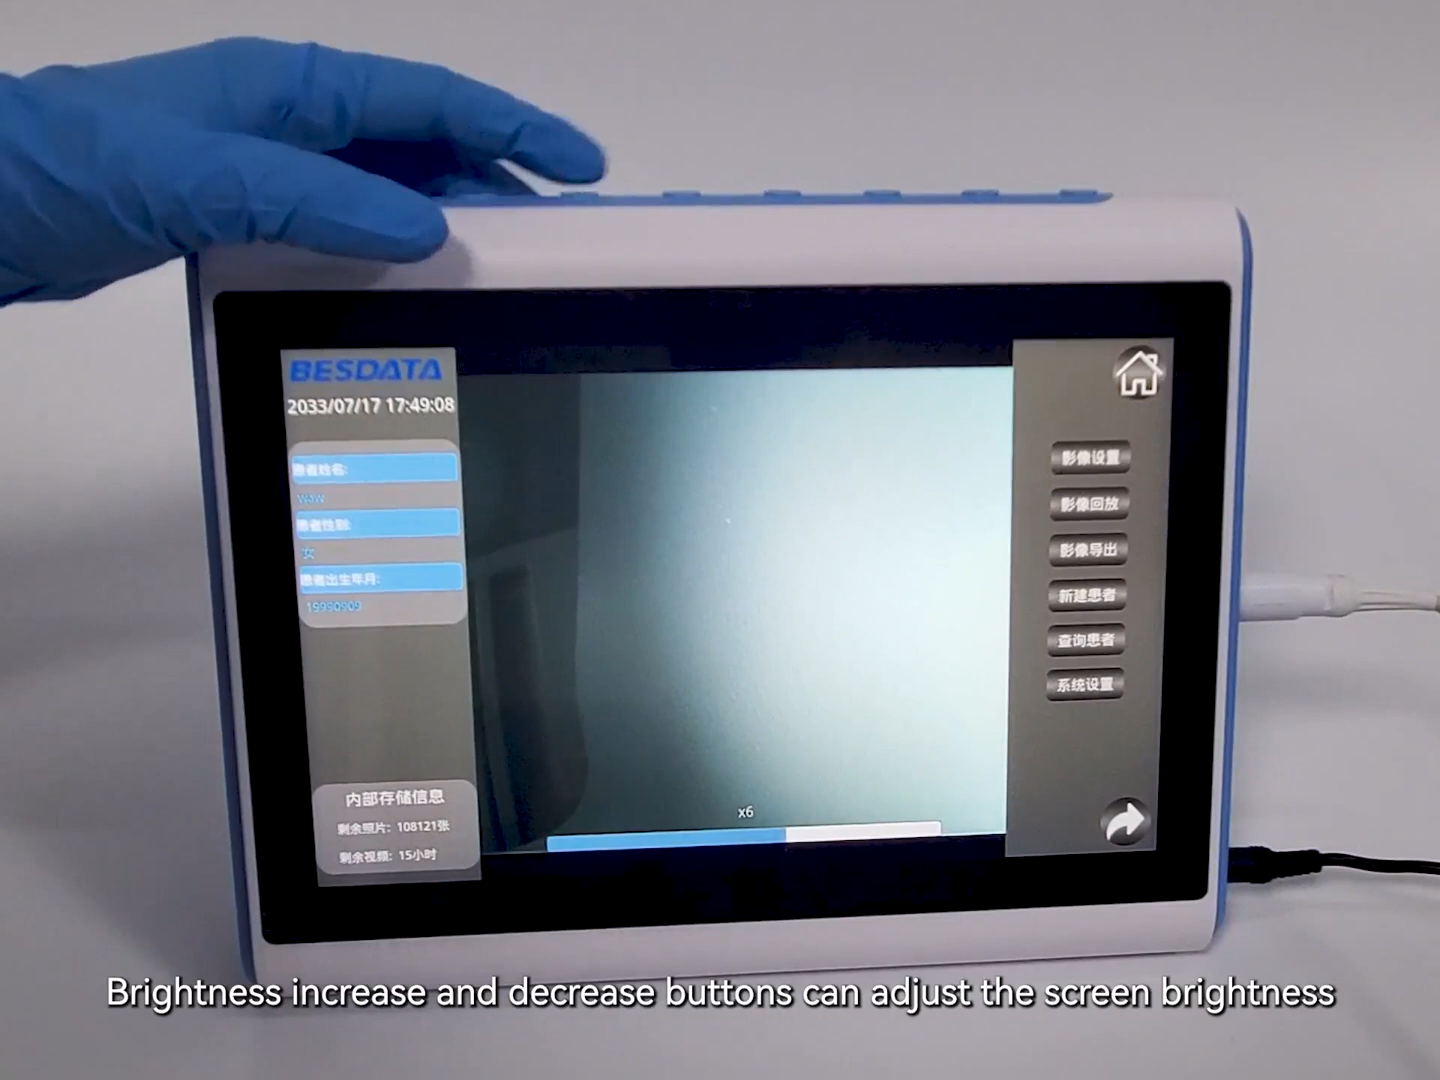 BESDATA
2033/07/17 17:49:08
患者姓名:
waw
患者性别:
女
患者出生年月:
19990909
内部存储信息
剩余照片: 108121张
剩余视频: 15小时
x6
影像设置
影像回放
影像导出
新建患者
查询患者
系统设置
Brightness increase and decrease buttons can adjust the screen brightness